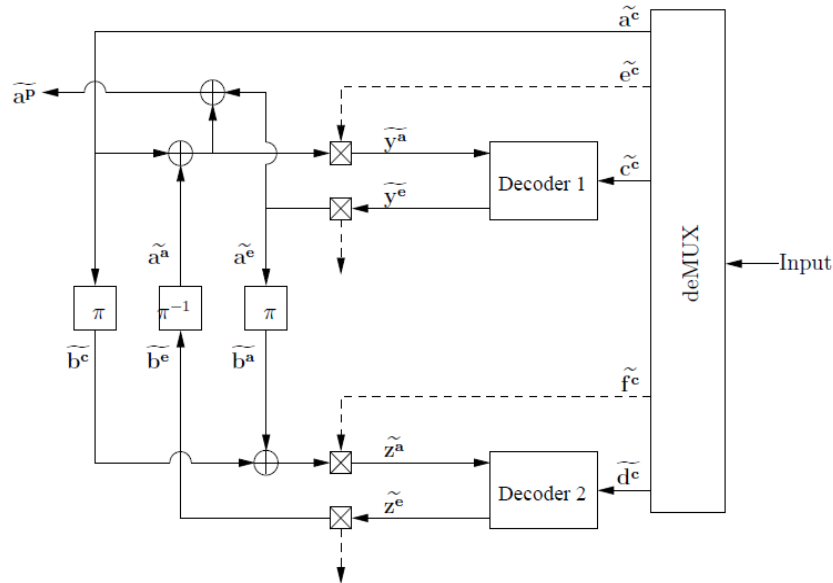 ã^c
ẽ^c
ã^p
ỹ^a
Decoder 1
c̃^c
ỹ^e
ã^a
ã^e
deMUX
Input
π
π⁻¹
π
b̃^c
b̃^e
b̃^a
f̃^c
z̃^a
Decoder 2
d̃^c
z̃^e